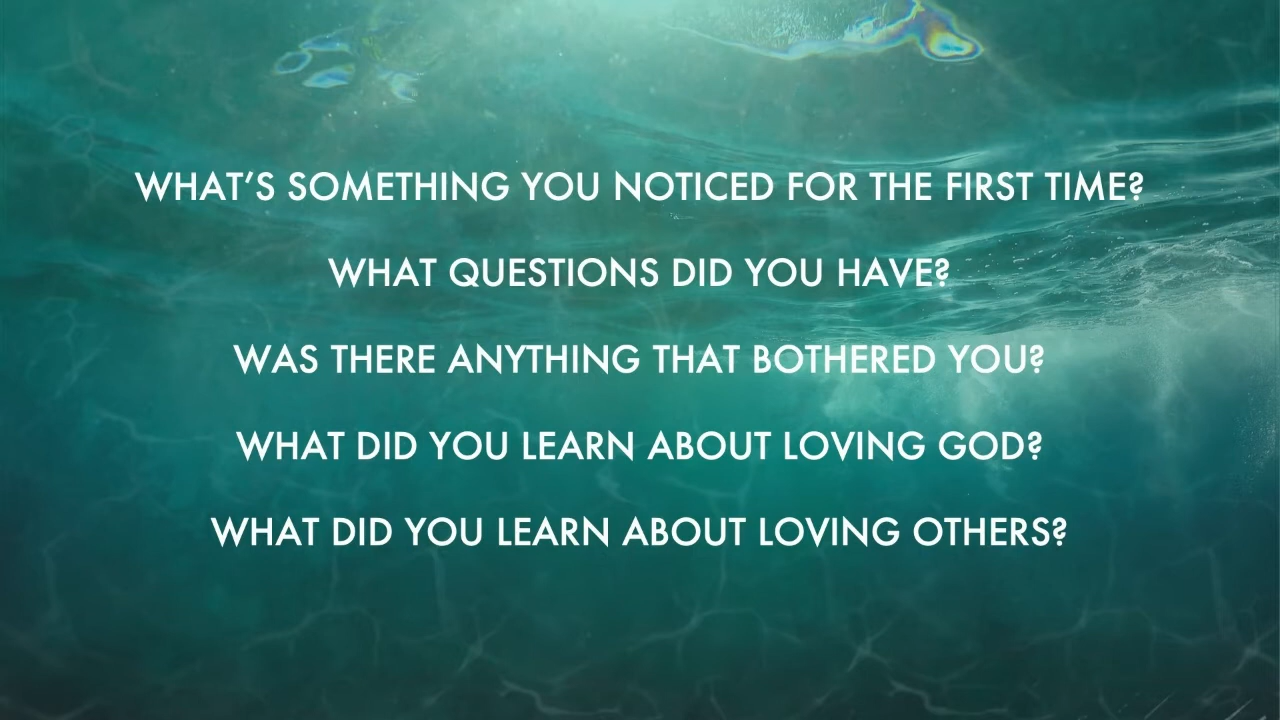 WHAT’S SOMETHING YOU NOTICED FOR THE FIRST TIME?
WHAT QUESTIONS DID YOU HAVE?
WAS THERE ANYTHING THAT BOTHERED YOU?
WHAT DID YOU LEARN ABOUT LOVING GOD?
WHAT DID YOU LEARN ABOUT LOVING OTHERS?